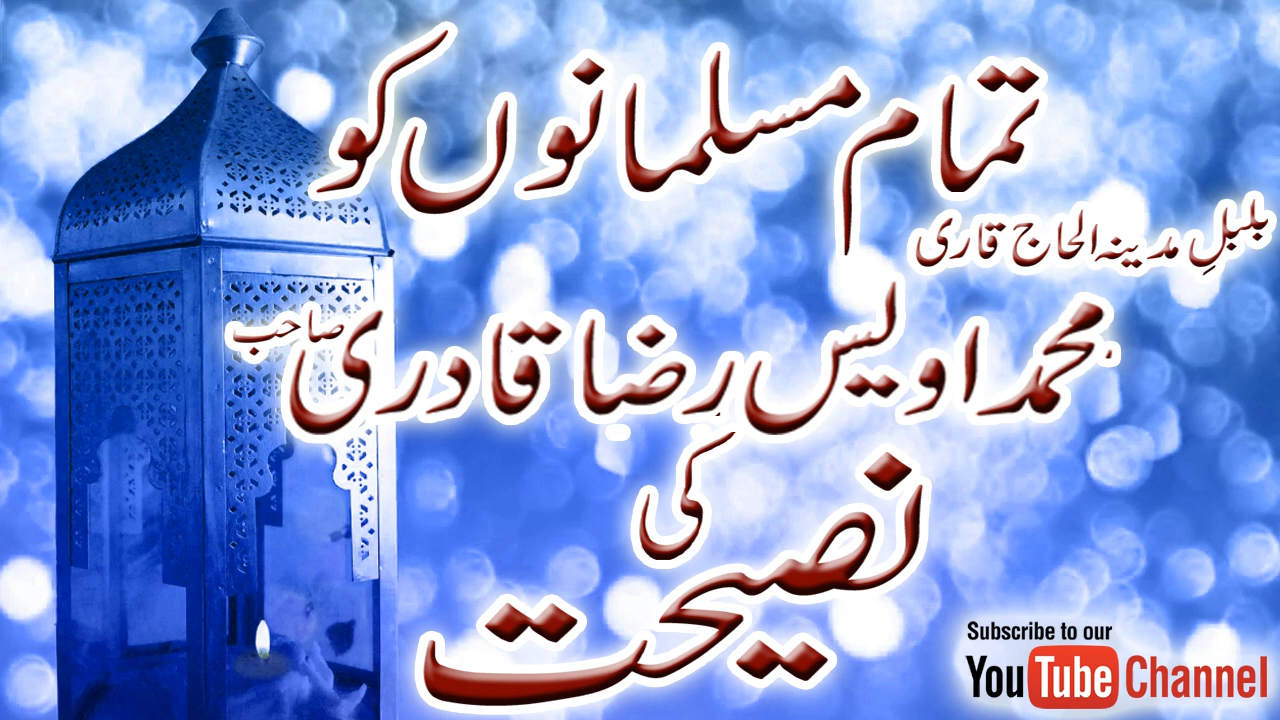 تمام مسلمانوں کو
بلبلِ مدینہ الحاج قاری
محمد اویس رضا قادری صاحب
کی
نصیحت
Subscribe to our
YouTube Channel